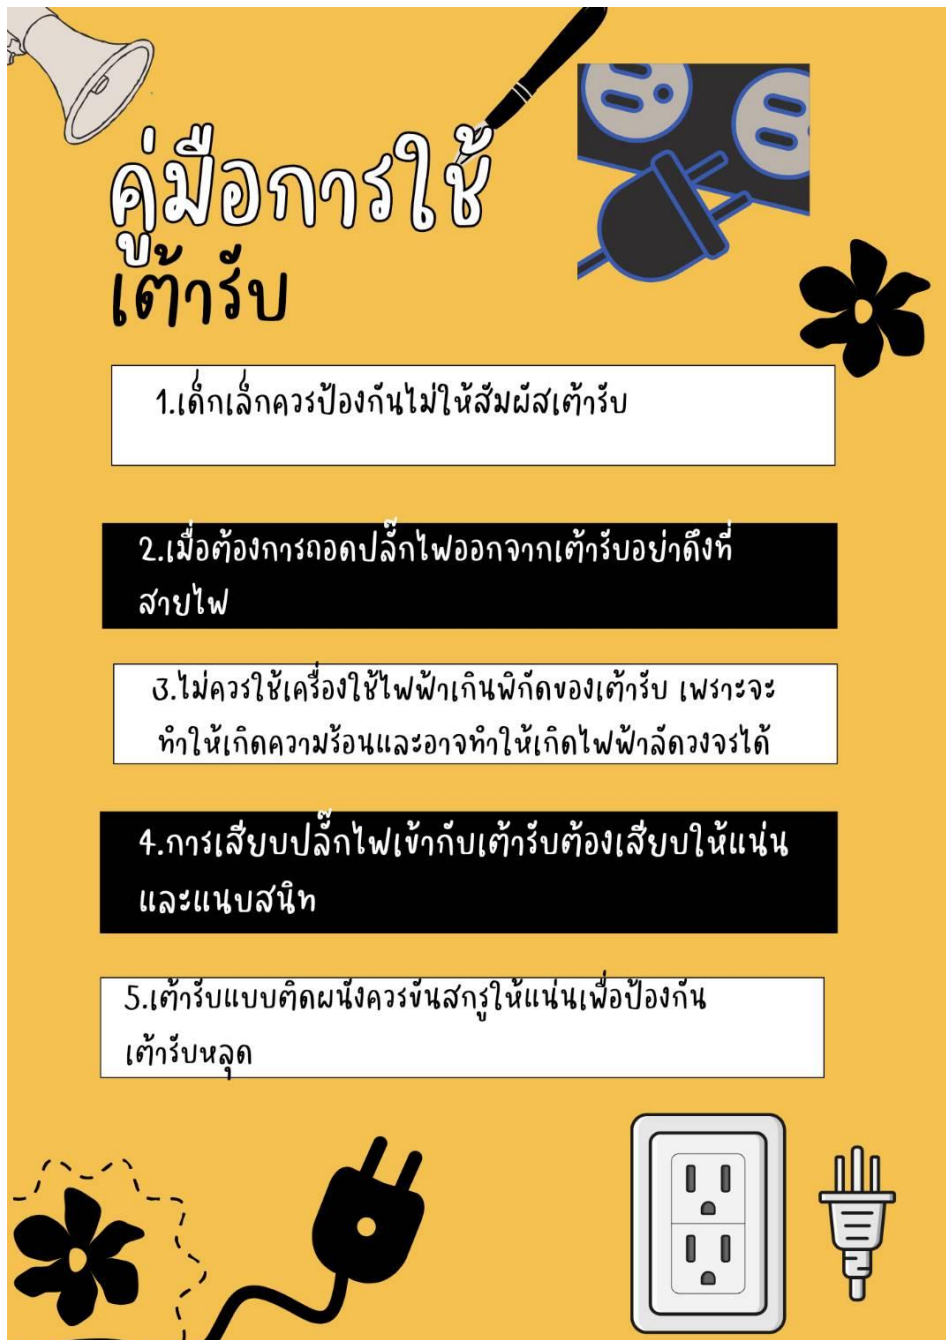 คู่มือการใช้
เต้ารับ
1.เด็กเล็กควรป้องกันไม่ให้สัมผัสเต้ารับ
2.เมื่อต้องการถอดปลั๊กไฟออกจากเต้ารับอย่าดึงที่
สายไฟ
3.ไม่ควรใช้เครื่องใช้ไฟฟ้าเกินพิกัดของเต้ารับ เพราะจะ
ทำให้เกิดความร้อนและอาจทำให้เกิดไฟฟ้าลัดวงจรได้
4.การเสียบปลั๊กไฟเข้ากับเต้ารับต้องเสียบให้แน่น
และแนบสนิท
5.เต้ารับแบบติดผนังควรขันสกรูให้แน่นเพื่อป้องกัน
เต้ารับหลุด